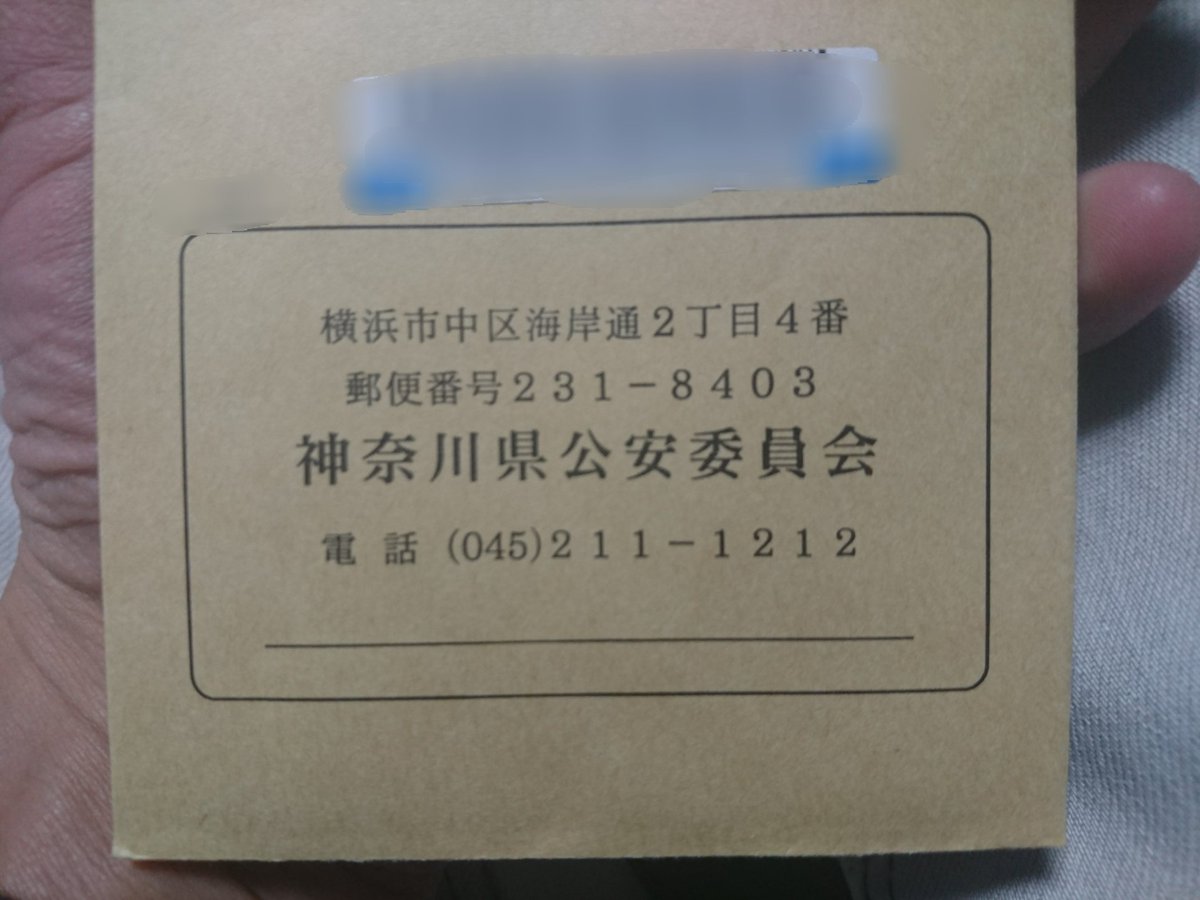 横浜市中区海岸通２丁目４番
郵便番号２３１－８４０３
神奈川県公安委員会
電 話 (045)２１１－１２１２